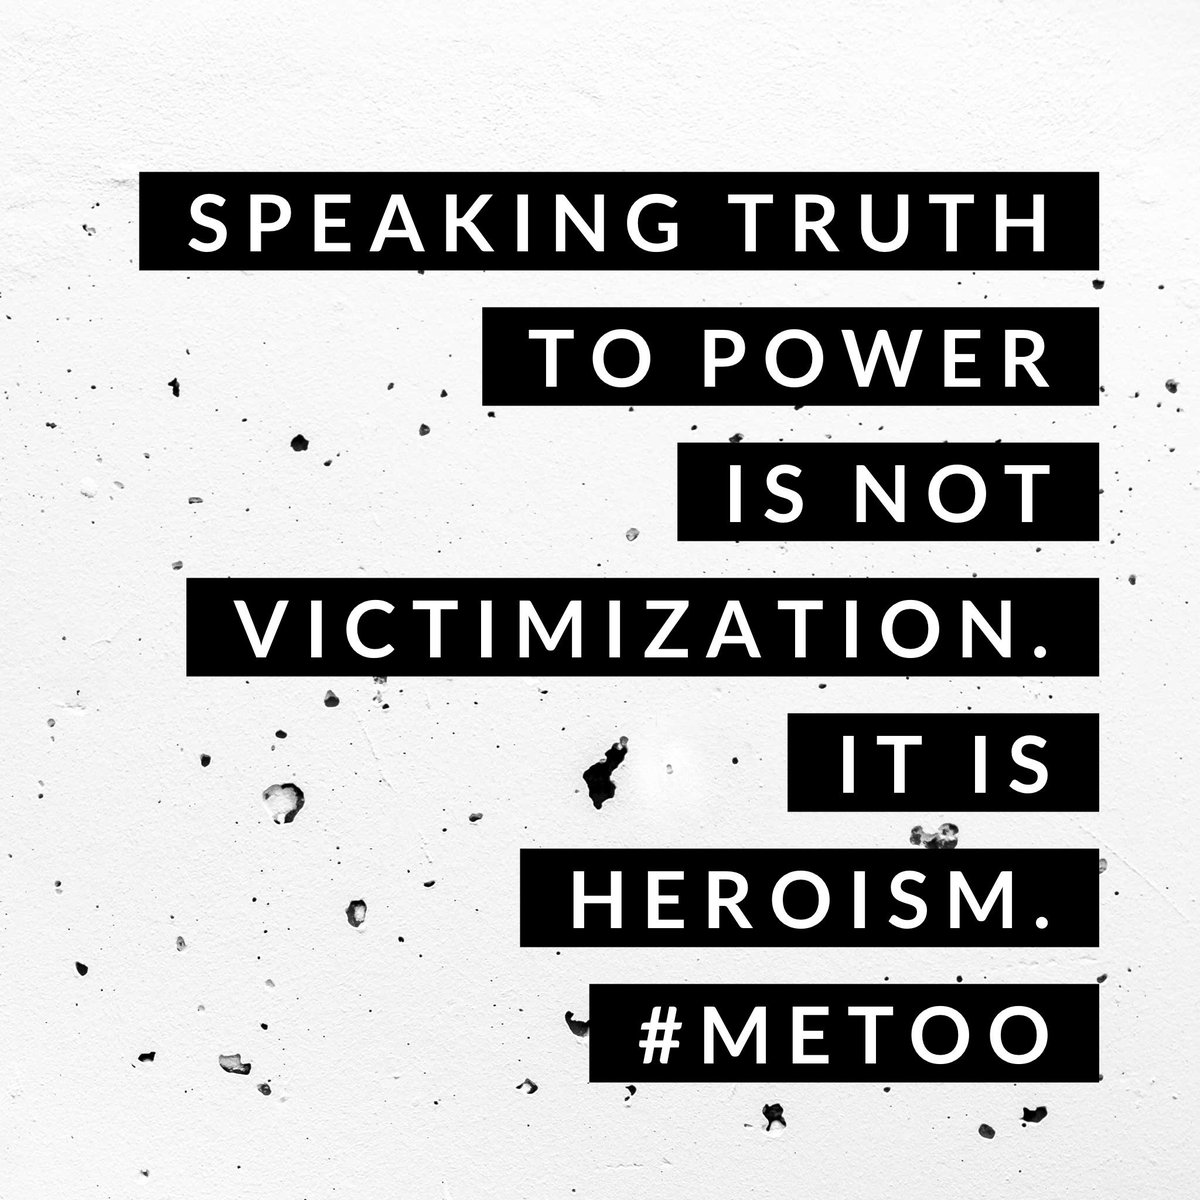 SPEAKING TRUTH
TO POWER
IS NOT
VICTIMIZATION.
IT IS
HEROISM.
#METOO